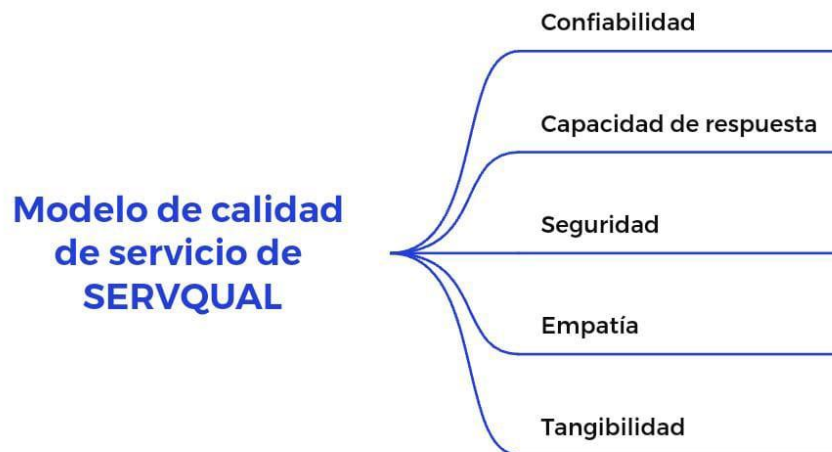 Modelo de calidad
de servicio de
SERVQUAL
Confiabilidad
Capacidad de respuesta
Seguridad
Empatía
Tangibilidad